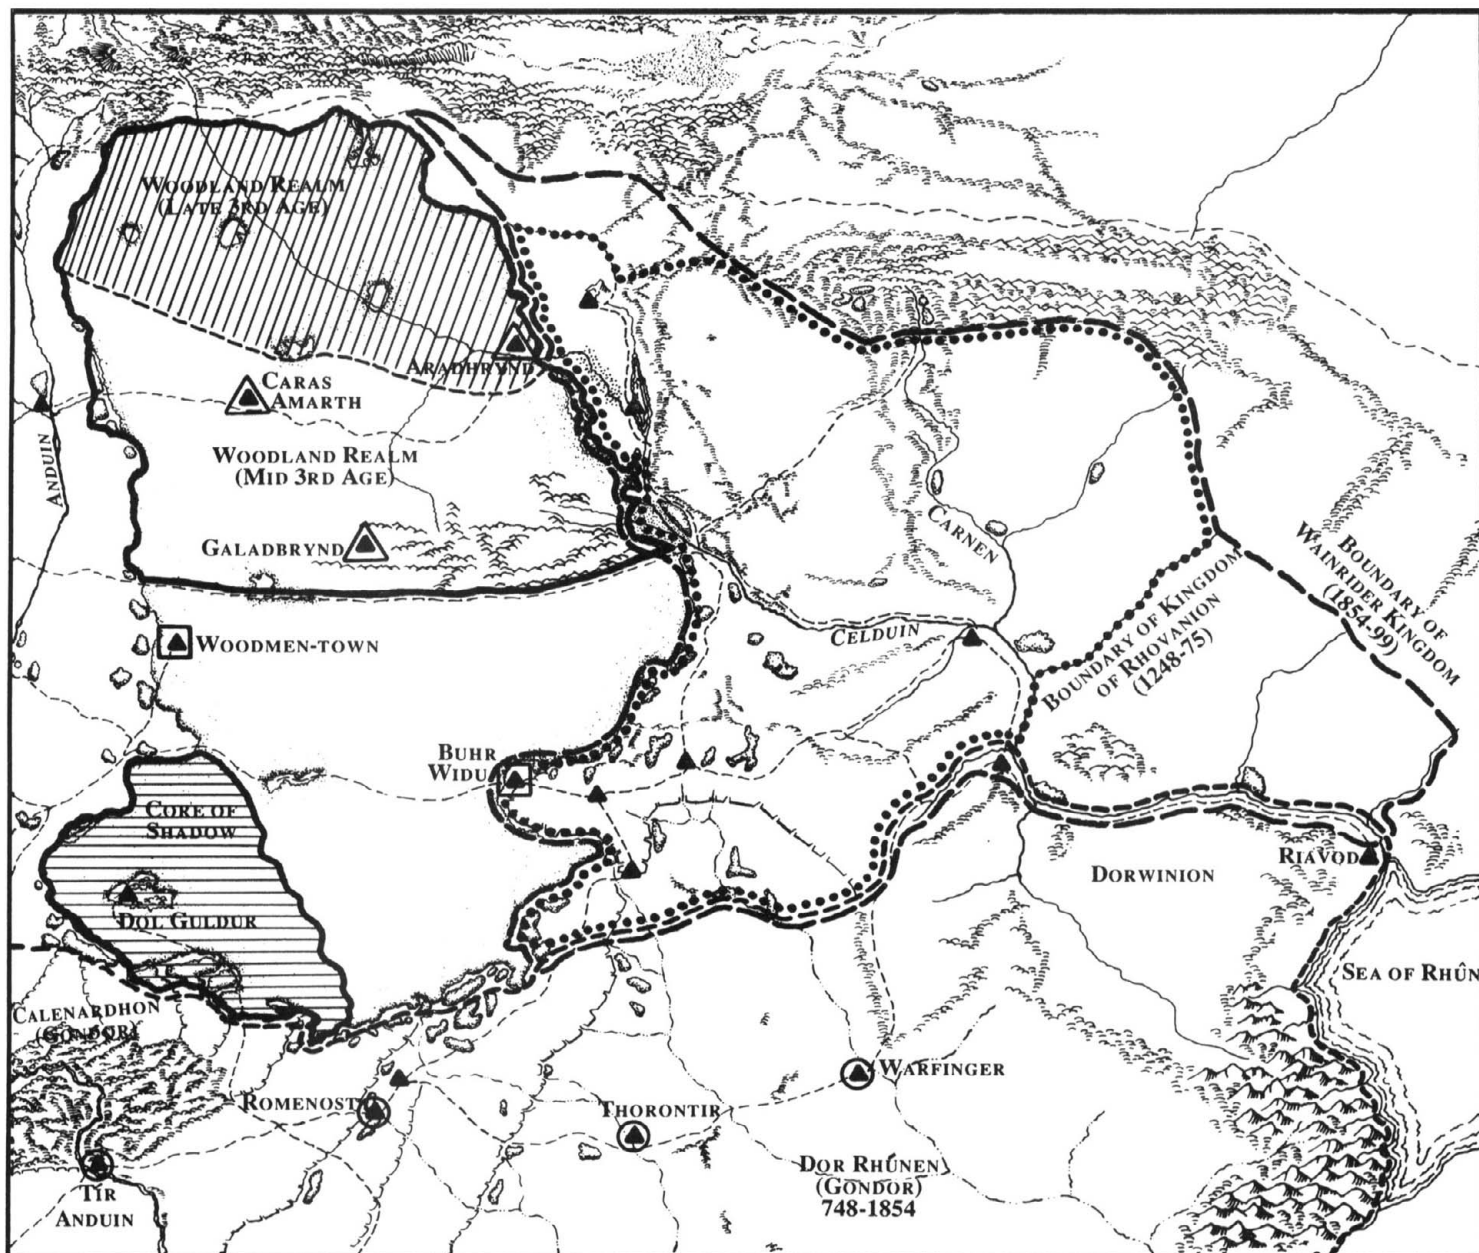 WOODLAND REALM
(LATE 3RD AGE)
ARADHRYND
CARAS
AMARTH
ANDUIN
WOODLAND REALM
(MID 3RD AGE)
GALADBRYND
CARNEN
BOUNDARY OF
WAINRIDER KINGDOM
(1854-99)
BOUNDARY OF KINGDOM
OF RHOVANION
(1248-75)
CELDUIN
WOODMEN-TOWN
BUHR
WIDU
CORE OF
SHADOW
DOL GULDUR
RIAVOD
DORWINION
SEA OF RHÛN
CALENARDHON
(GONDOR)
WARFINGER
ROMENOST
THORONTIR
DOR RHÚNEN
(GONDOR)
748-1854
TÍR
ANDUIN